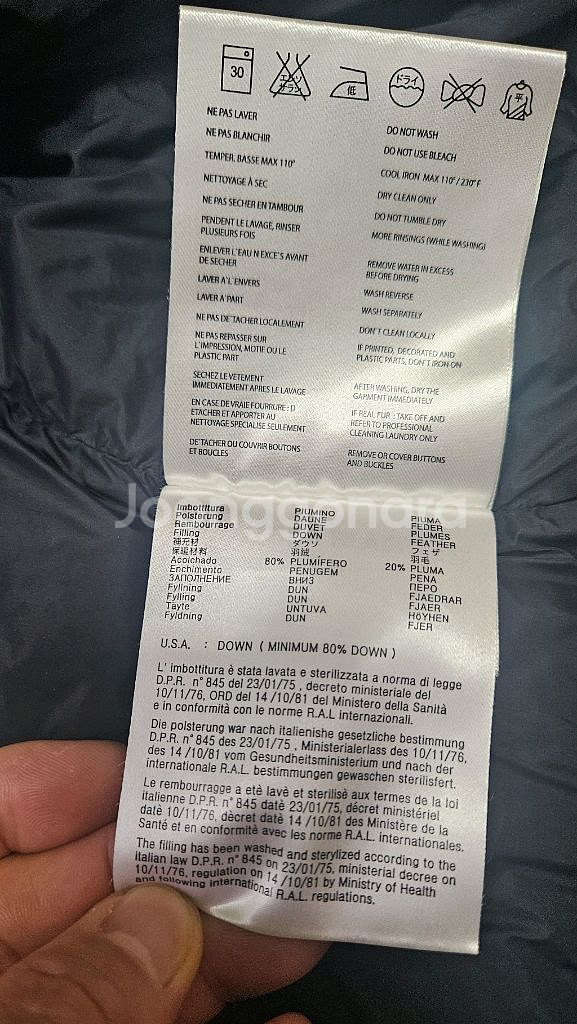 30
エンソ
サラシ
低
ドライ
平
NE PAS LAVER
NE PAS BLANCHIR
TEMPER. BASSE MAX 110°
NETTOYAGE À SEC
NE PAS SECHER EN TAMBOUR
PENDENT LE LAVAGE, RINSER
PLUSIEURS FOIS
ENLEVER L'EAU N EXCE'S AVANT
DE SECHER
LAVER A L'ENVERS
LAVER A PART
NE PAS DE'TACHER LOCALEMENT
NE PAS REPASSER SUR
L'IMPRESSION, MOTIF OU LE
PLASTIC PART
SECHEZ LE VETEMENT
IMMEDIATEMENT APRES LE LAVAGE
EN CASE DE VRAIE FOURRURE : D
ETACHER ET APPORTER AU
NETTOYAGE SPECIALISE SEULEMENT
DE'TACHER OU COUVRIR BOUTONS
ET BOUCLES
DO NOT WASH
DO NOT USE BLEACH
COOL IRON MAX 110°/230°F
DRY CLEAN ONLY
DO NOT TUMBLE DRY
MORE RINSINGS (WHILE WASHING)
REMOVE WATER IN EXCESS
BEFORE DRYING
WASH REVERSE
WASH SEPARATELY
DON'T CLEAN LOCALLY
IF PRINTED, DECORATED AND
PLASTIC PARTS, DON'T IRON ON
AFTER WASHING, DRY THE
GARMENT IMMEDIATELY
IF REAL FUR : TAKE OFF AND
REFER TO PROFESSIONAL
CLEANING LAUNDRY ONLY
REMOVE OR COVER BUTTONS
AND BUCKLES
Joonggonara
Imbottitura PIUMINO PIUMA
Polsterung DAUNE FEDER
Rembourrage DUVET PLUMES
Filling DOWN FEATHER
補充材 ダウン フェザ
保暖材料 羽絨 羽毛
Acolchado 80% PLUMÍFERO 20% PLUMA
Enchimento PENUGEM PENA
ЗАПОЛНЕНИЕ ВНИЗ ПЕРО
Fyllning DUN FJAEDRAR
Fylling DUN FJAER
Täyte UNTUVA HöYHEN
Fyldning DUN FJER
U.S.A. : DOWN ( MINIMUM 80% DOWN )
L' imbottitura è stata lavata e sterilizzata a norma di legge
D.P.R. n° 845 del 23/01/75 , decreto ministeriale del
10/11/76, ORD del 14 /10/81 del Ministero della Sanità
e in conformità con le norme R.A.L internazionali.
Die polsterung war nach italienishe gesetzliche bestimmung
D.P.R. n° 845 des 23/01/75 , Ministerialerlass des 10/11/76,
des 14 /10/81 vom Gesundheitsministerium und nach der
internationale R.A.L. bestimmungen gewaschen sterilisfert.
Le rembourragge a età lavè et sterilisè aux termes de la loi
italienne D.P.R. n° 845 datè 23/01/75, décret ministériel
datè 10/11/76, dècret datè 14 /10/81 des Ministère de la
Santé et en conformité avec les norme R.A.L. internationales.
The filling has been washed and sterylized according to the
italian law D.P.R. n° 845 on 23/01/75, ministerial decree on
10/11/76, regulation on 14 /10/81 by Ministry of Health
and following international R.A.L. regulations.